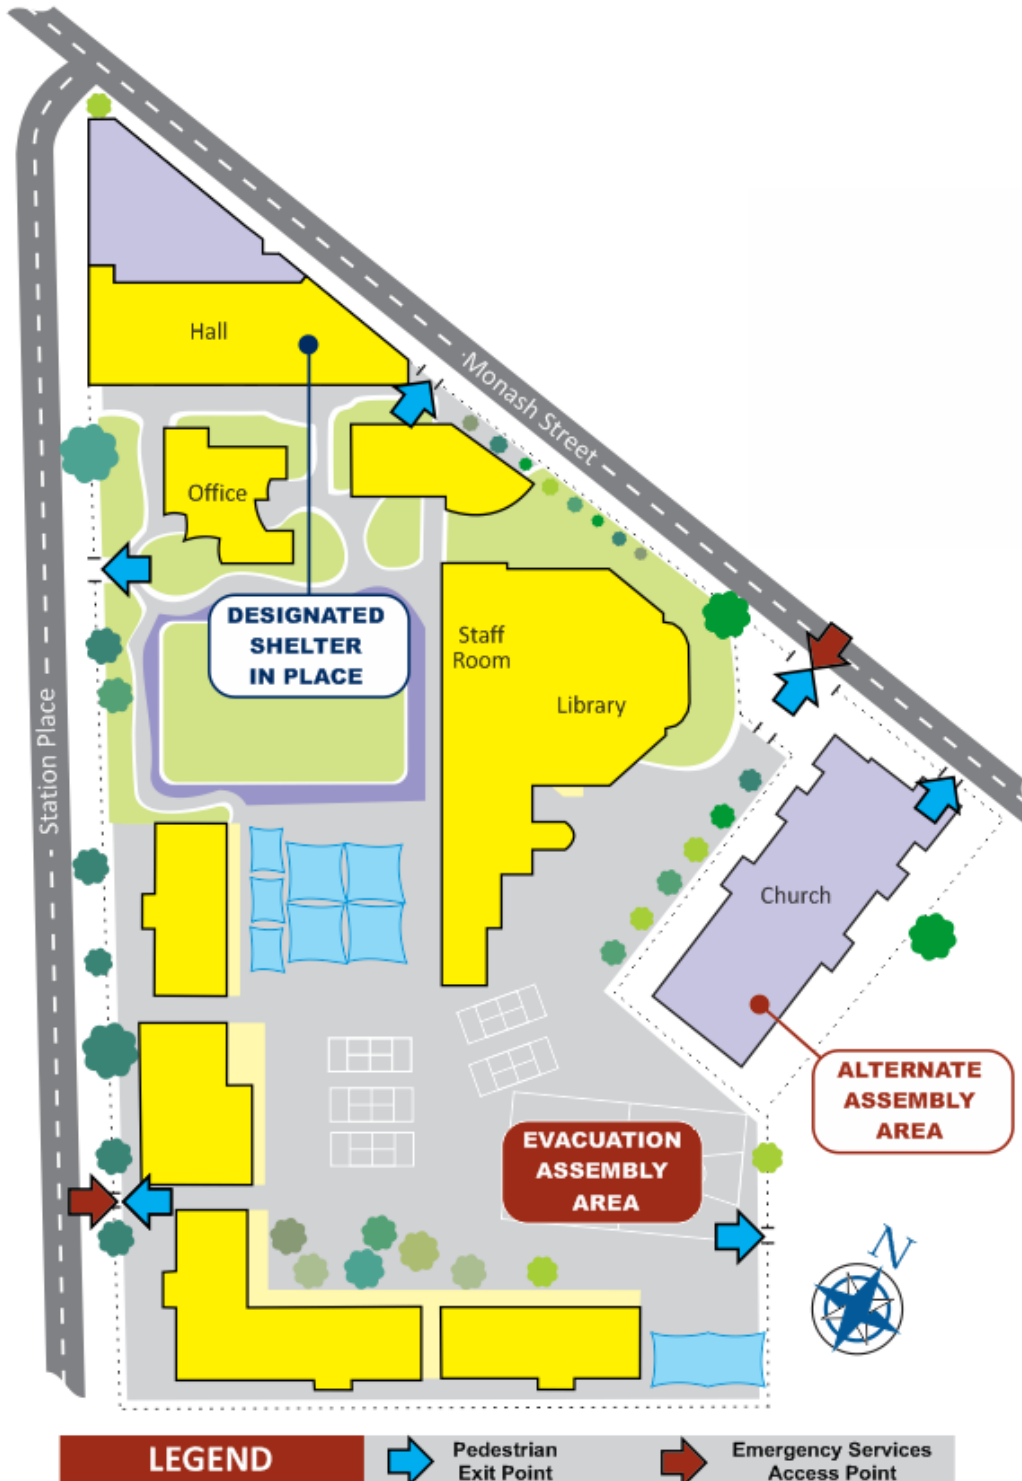 Hall
Monash Street
Office
DESIGNATED
SHELTER
IN PLACE
Staff
Room
Library
Station Place
Church
ALTERNATE
ASSEMBLY
AREA
EVACUATION
ASSEMBLY
AREA
N
LEGEND
Pedestrian
Exit Point
Emergency Services
Access Point